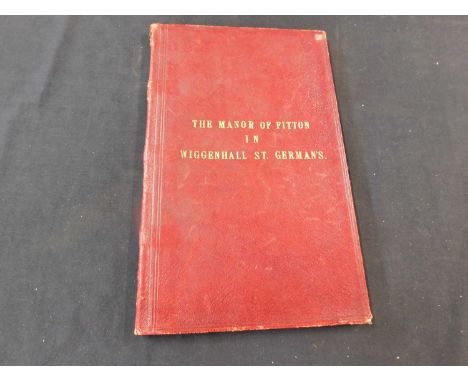 THE MANOR OF FITTON
IN
WIGGENHALL ST. GERMANS.